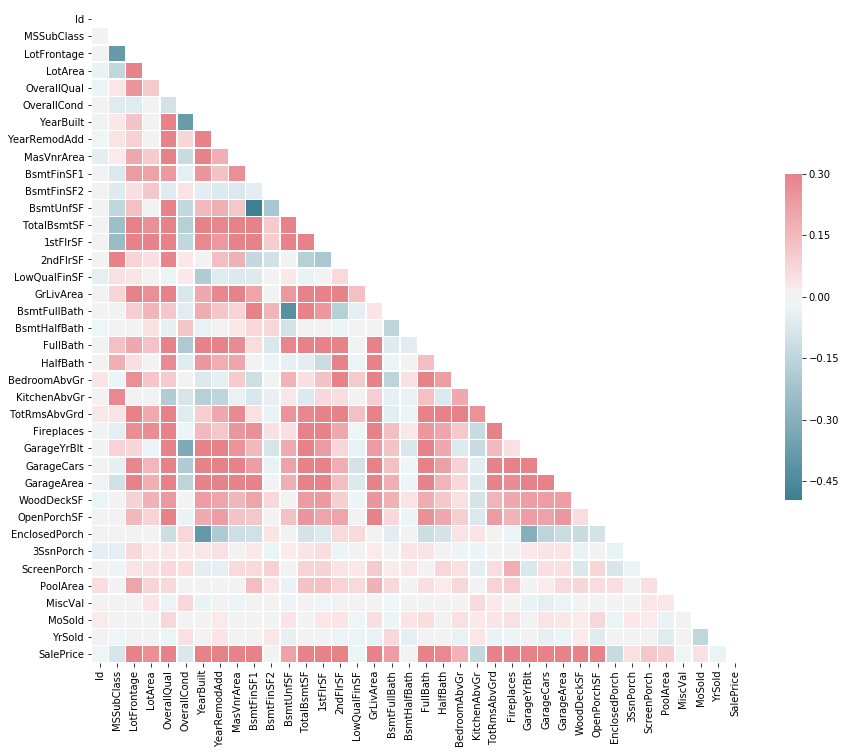 Id
MSSubClass
LotFrontage
LotArea
OverallQual
OverallCond
YearBuilt
YearRemodAdd
MasVnrArea
BsmtFinSF1
BsmtFinSF2
BsmtUnfSF
TotalBsmtSF
1stFlrSF
2ndFlrSF
LowQualFinSF
GrLivArea
BsmtFullBath
BsmtHalfBath
FullBath
HalfBath
BedroomAbvGr
KitchenAbvGr
TotRmsAbvGrd
Fireplaces
GarageYrBlt
GarageCars
GarageArea
WoodDeckSF
OpenPorchSF
EnclosedPorch
3SsnPorch
ScreenPorch
PoolArea
MiscVal
MoSold
YrSold
SalePrice
Id
MSSubClass
LotFrontage
LotArea
OverallQual
OverallCond
YearBuilt
YearRemodAdd
MasVnrArea
BsmtFinSF1
BsmtFinSF2
BsmtUnfSF
TotalBsmtSF
1stFlrSF
2ndFlrSF
LowQualFinSF
GrLivArea
BsmtFullBath
BsmtHalfBath
FullBath
HalfBath
BedroomAbvGr
KitchenAbvGr
TotRmsAbvGrd
Fireplaces
GarageYrBlt
GarageCars
GarageArea
WoodDeckSF
OpenPorchSF
EnclosedPorch
3SsnPorch
ScreenPorch
PoolArea
MiscVal
MoSold
YrSold
SalePrice
0.30
0.15
0.00
−0.15
−0.30
−0.45